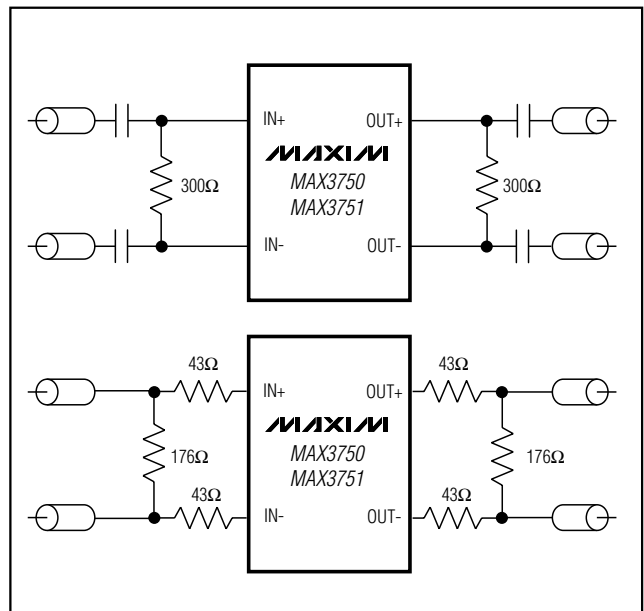 IN+ OUT+
MAXIM
300Ω MAX3750 300Ω
MAX3751
IN- OUT-
43Ω 43Ω
IN+ OUT+
MAXIM
176Ω MAX3750 176Ω
MAX3751
43Ω 43Ω
IN- OUT-